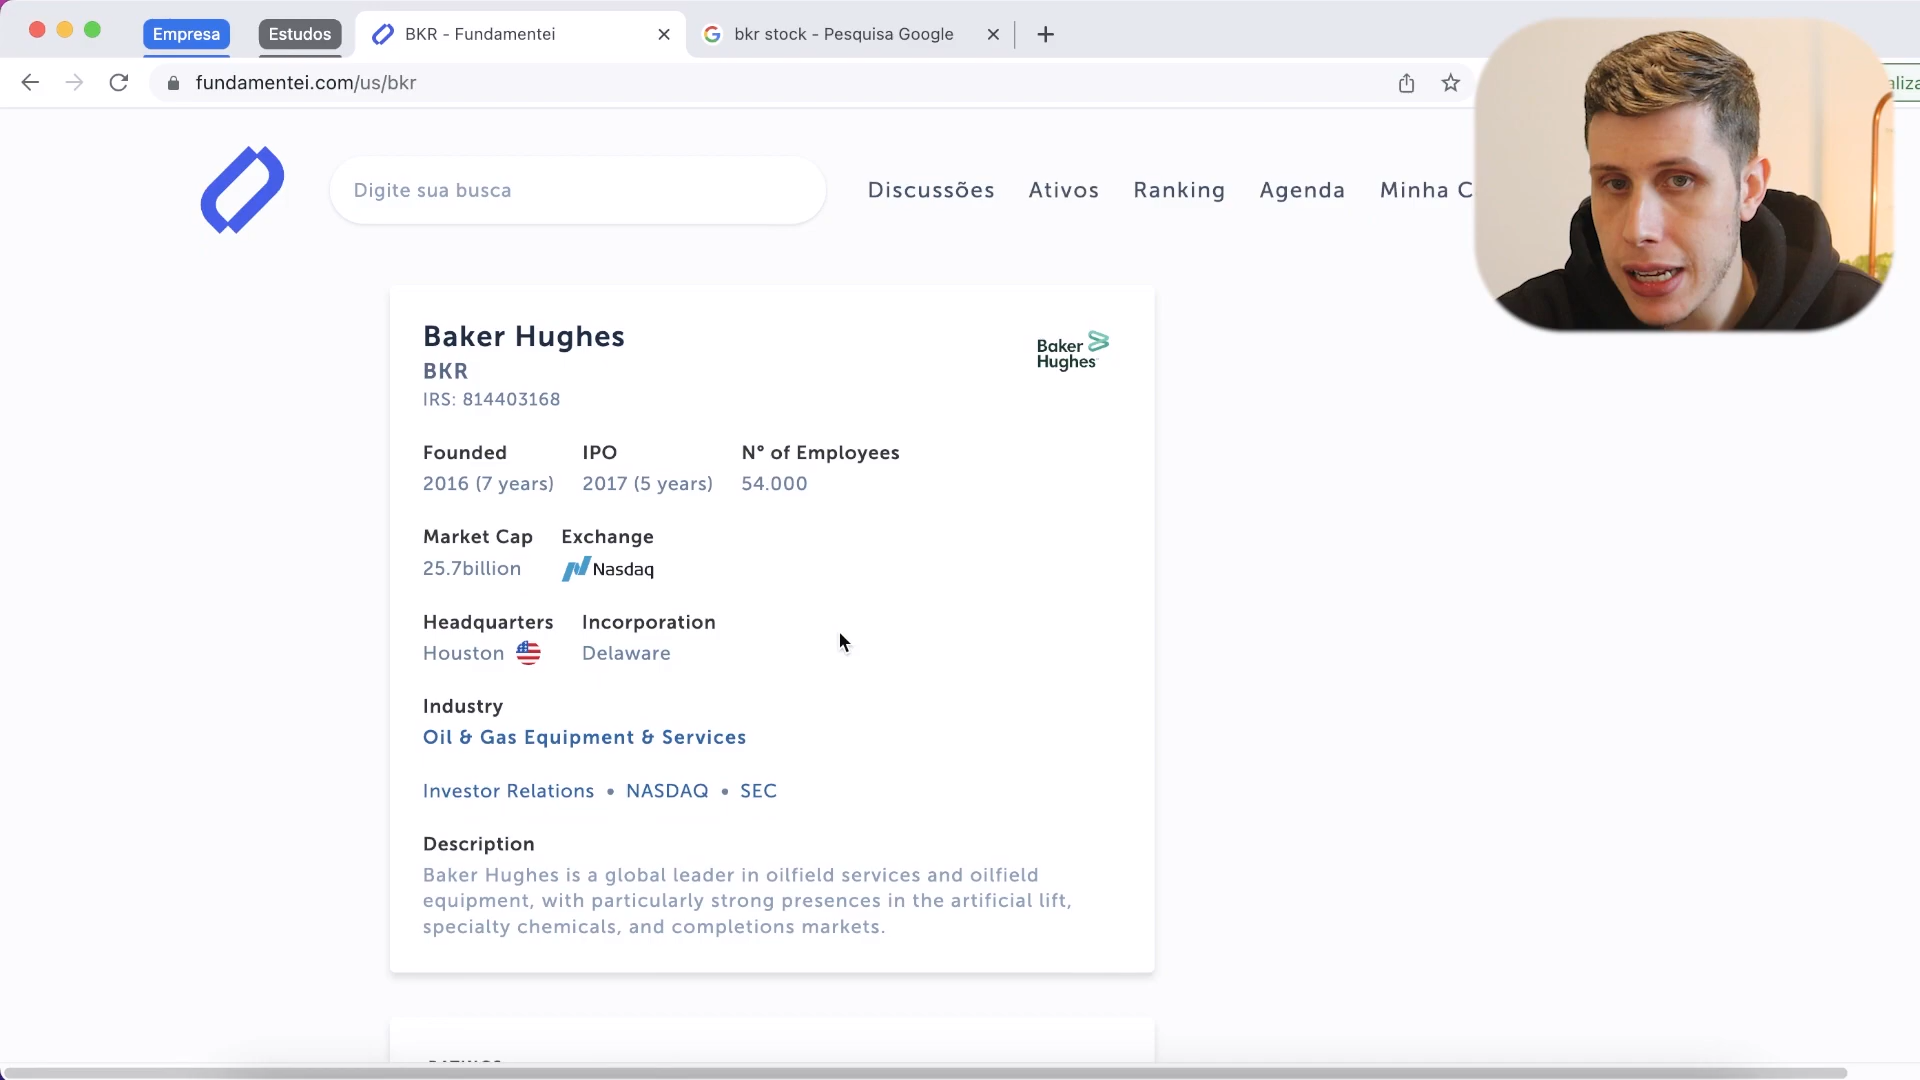 Empresa
Estudos
BKR - Fundamentei
bkr stock - Pesquisa Google
fundamentei.com/us/bkr
Digite sua busca
Discussões
Ativos
Ranking
Agenda
Minha C
Baker Hughes
BKR
IRS: 814403168
Baker
Hughes
Founded
IPO
N° of Employees
2016 (7 years)
2017 (5 years)
54.000
Market Cap
Exchange
25.7billion
Nasdaq
Headquarters
Incorporation
Houston
Delaware
Industry
Oil & Gas Equipment & Services
Investor Relations • NASDAQ • SEC
Description
Baker Hughes is a global leader in oilfield services and oilfield
equipment, with particularly strong presences in the artificial lift,
specialty chemicals, and completions markets.